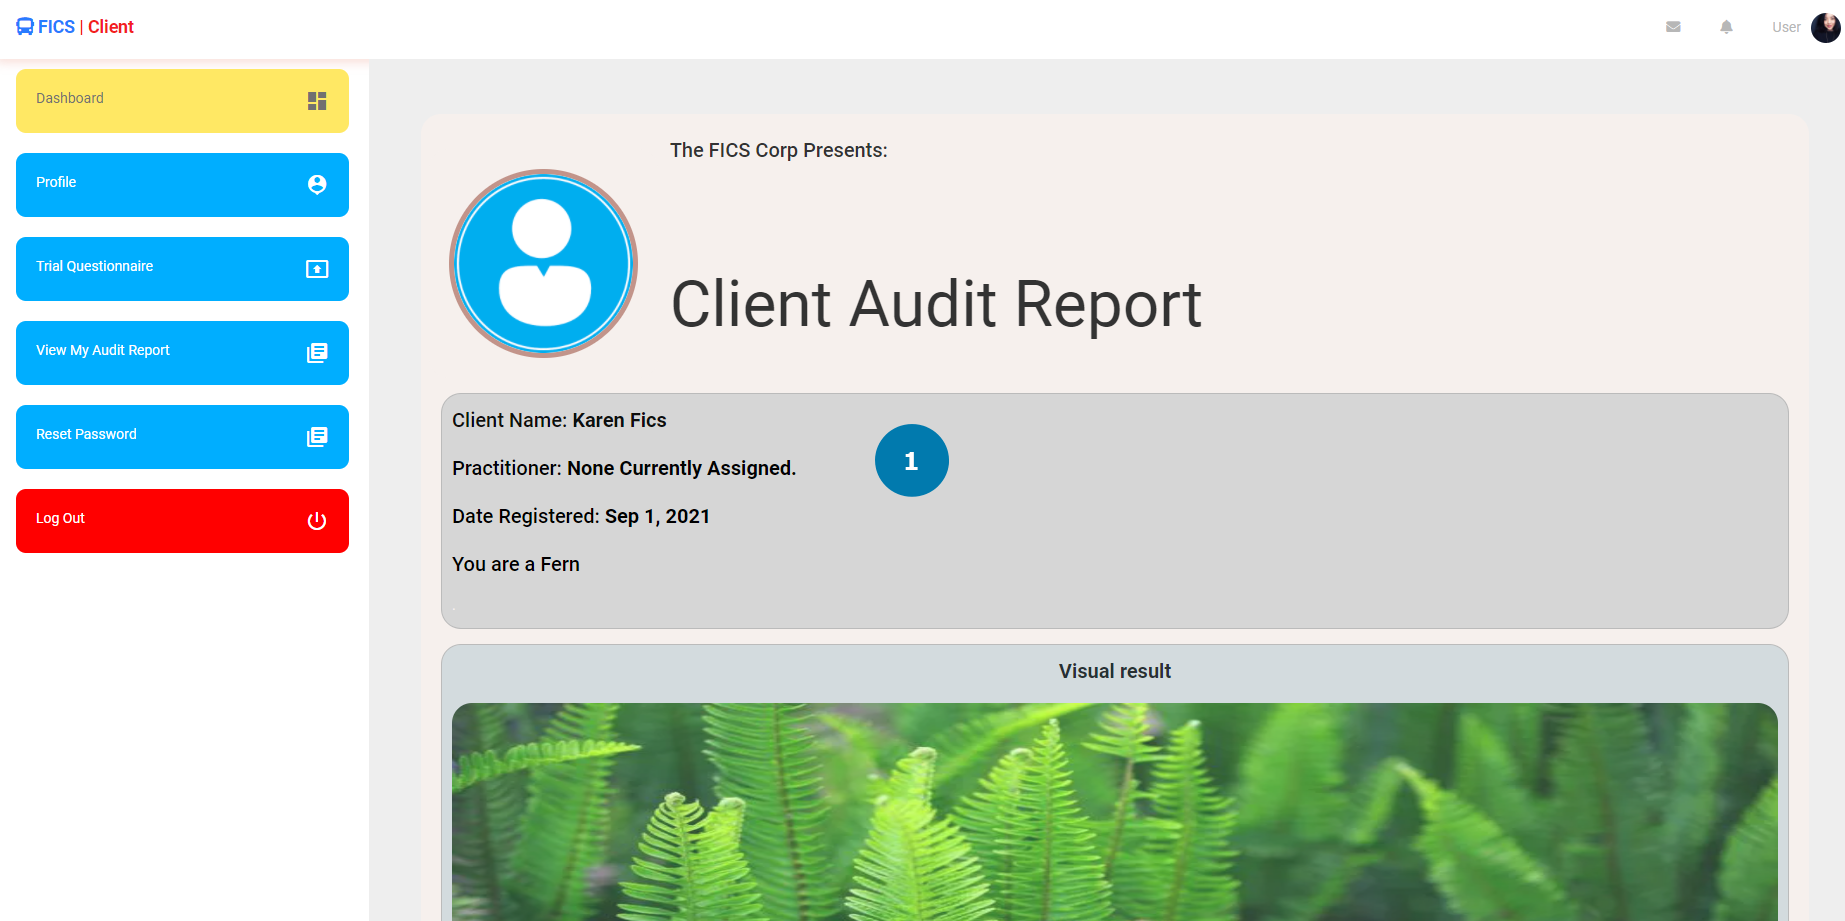 FICS | Client
User
Dashboard
Profile
Trial Questionnaire
View My Audit Report
Reset Password
Log Out
The FICS Corp Presents:
Client Audit Report
Client Name: Karen Fics
Practitioner: None Currently Assigned.
1
Date Registered: Sep 1, 2021
You are a Fern
.
Visual result